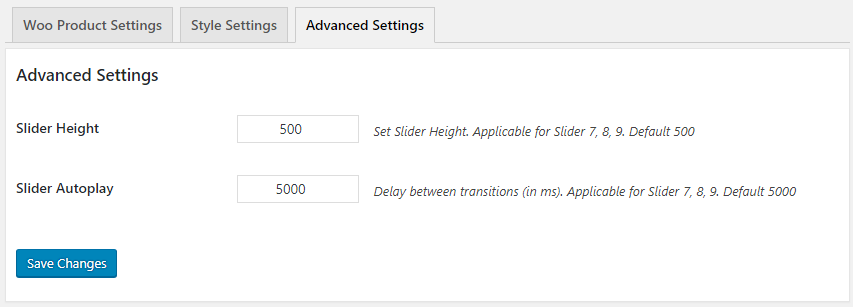 Woo Product Settings Style Settings Advanced Settings
Advanced Settings
Slider Height 500 Set Slider Height. Applicable for Slider 7, 8, 9. Default 500
Slider Autoplay 5000 Delay between transitions (in ms). Applicable for Slider 7, 8, 9. Default 5000
Save Changes